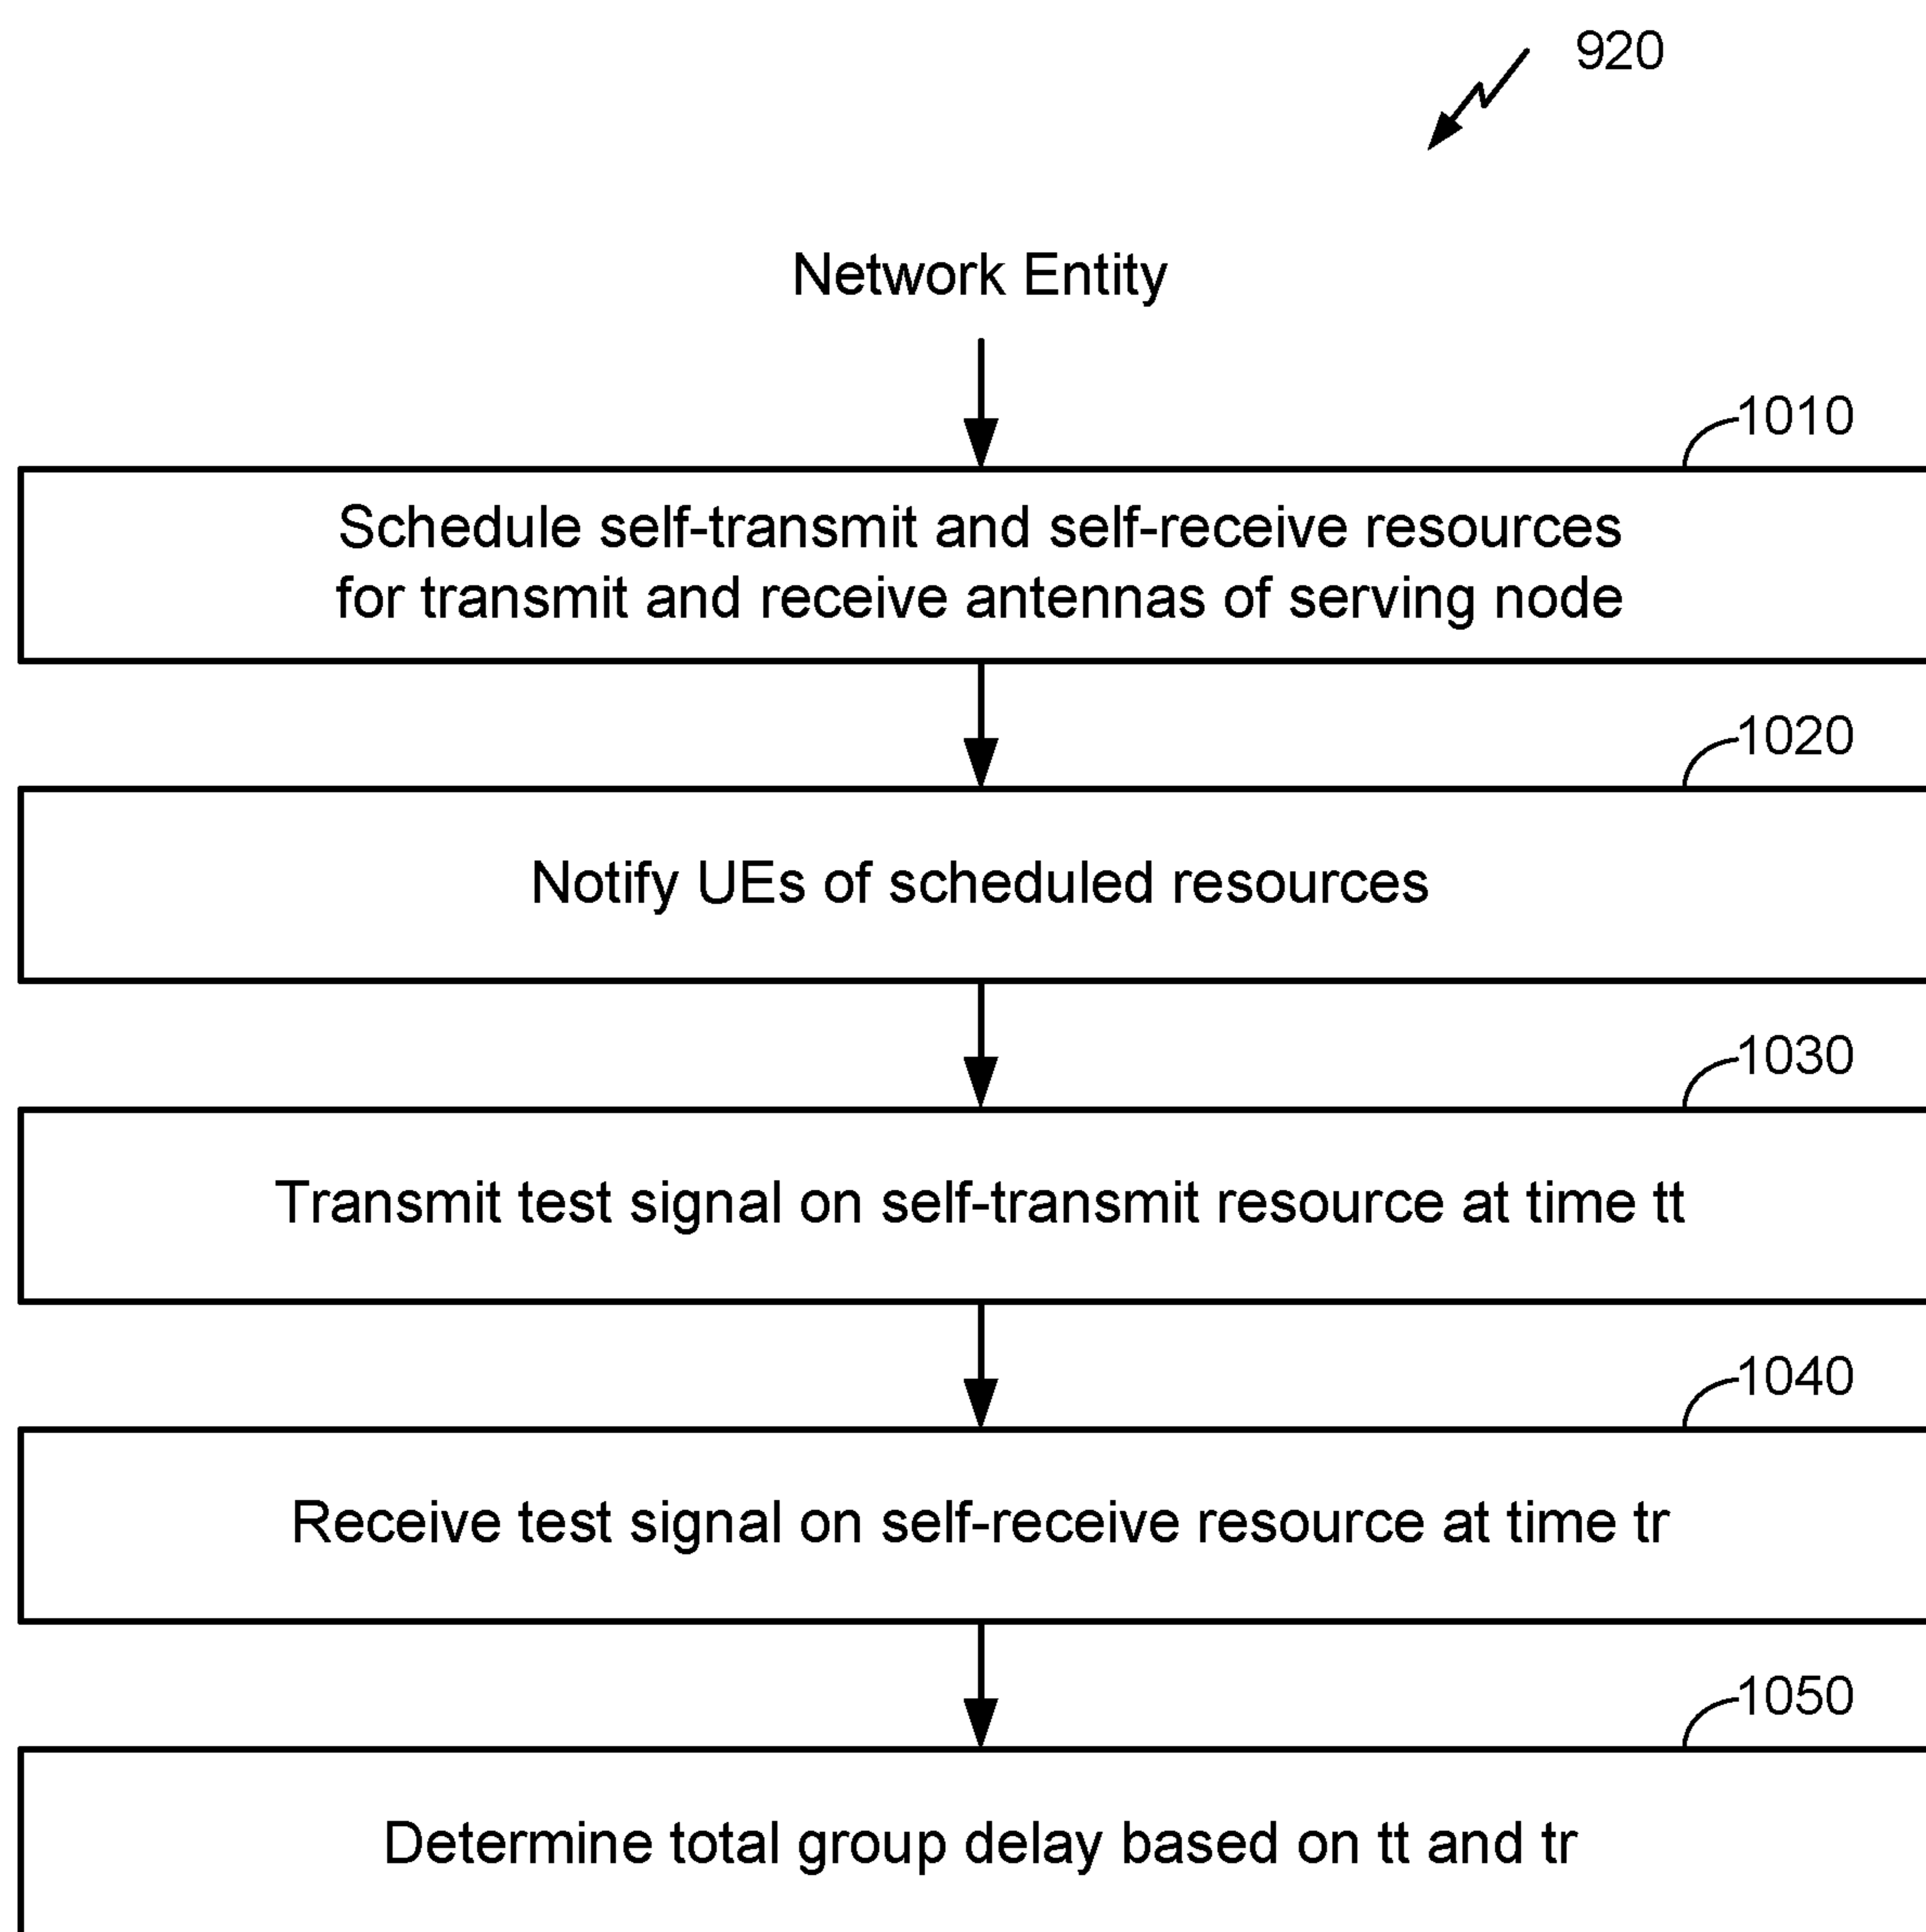 920
Network Entity
1010
Schedule self-transmit and self-receive resources
for transmit and receive antennas of serving node
1020
Notify UEs of scheduled resources
1030
Transmit test signal on self-transmit resource at time tt
1040
Receive test signal on self-receive resource at time tr
1050
Determine total group delay based on tt and tr